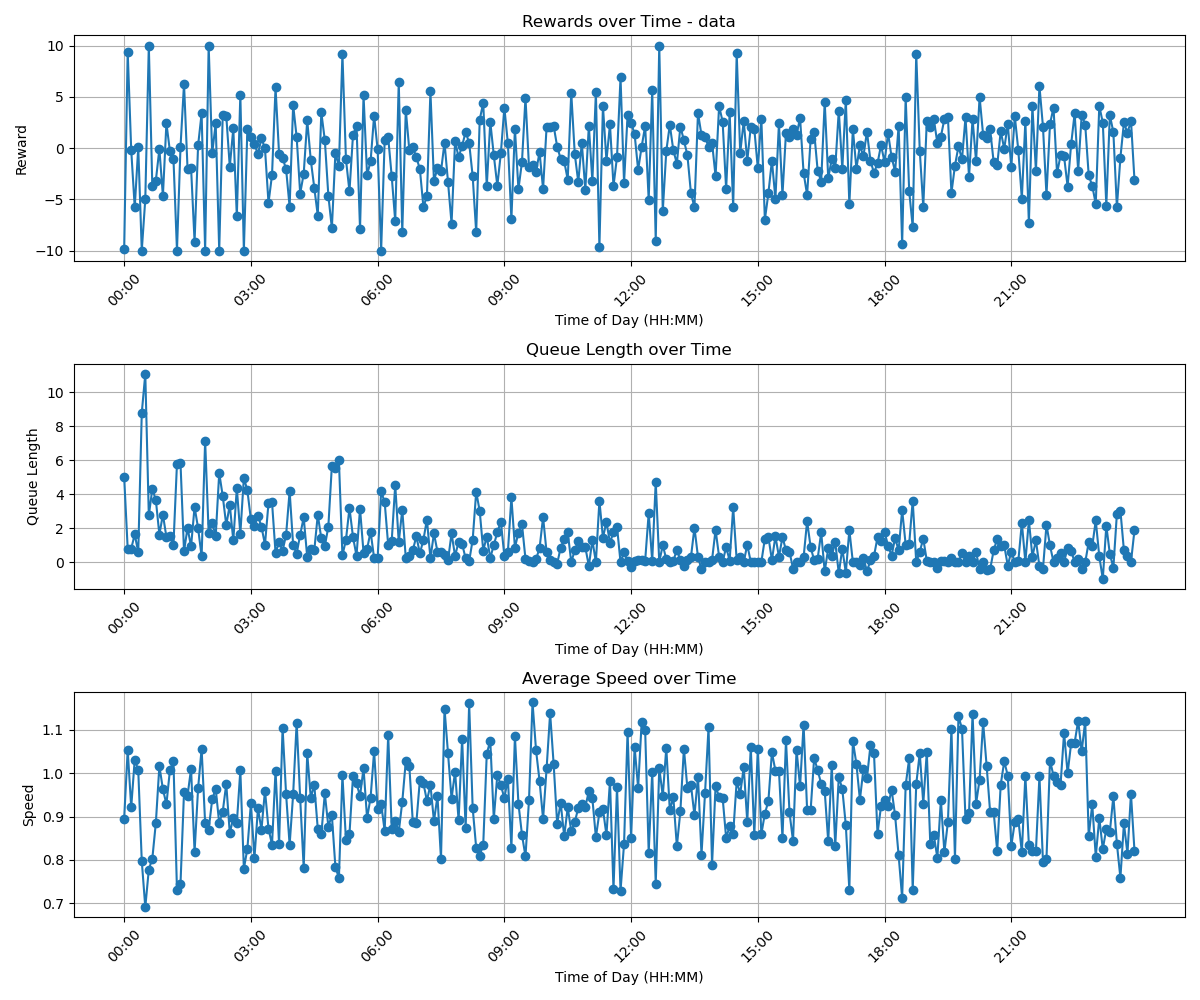 Rewards over Time - data
10
5
0
−5
−10
Reward
00:00 03:00 06:00 09:00 12:00 15:00 18:00 21:00
Time of Day (HH:MM)
Queue Length over Time
10
8
6
4
2
0
Queue Length
00:00 03:00 06:00 09:00 12:00 15:00 18:00 21:00
Time of Day (HH:MM)
Average Speed over Time
1.1
1.0
0.9
0.8
0.7
Speed
00:00 03:00 06:00 09:00 12:00 15:00 18:00 21:00
Time of Day (HH:MM)